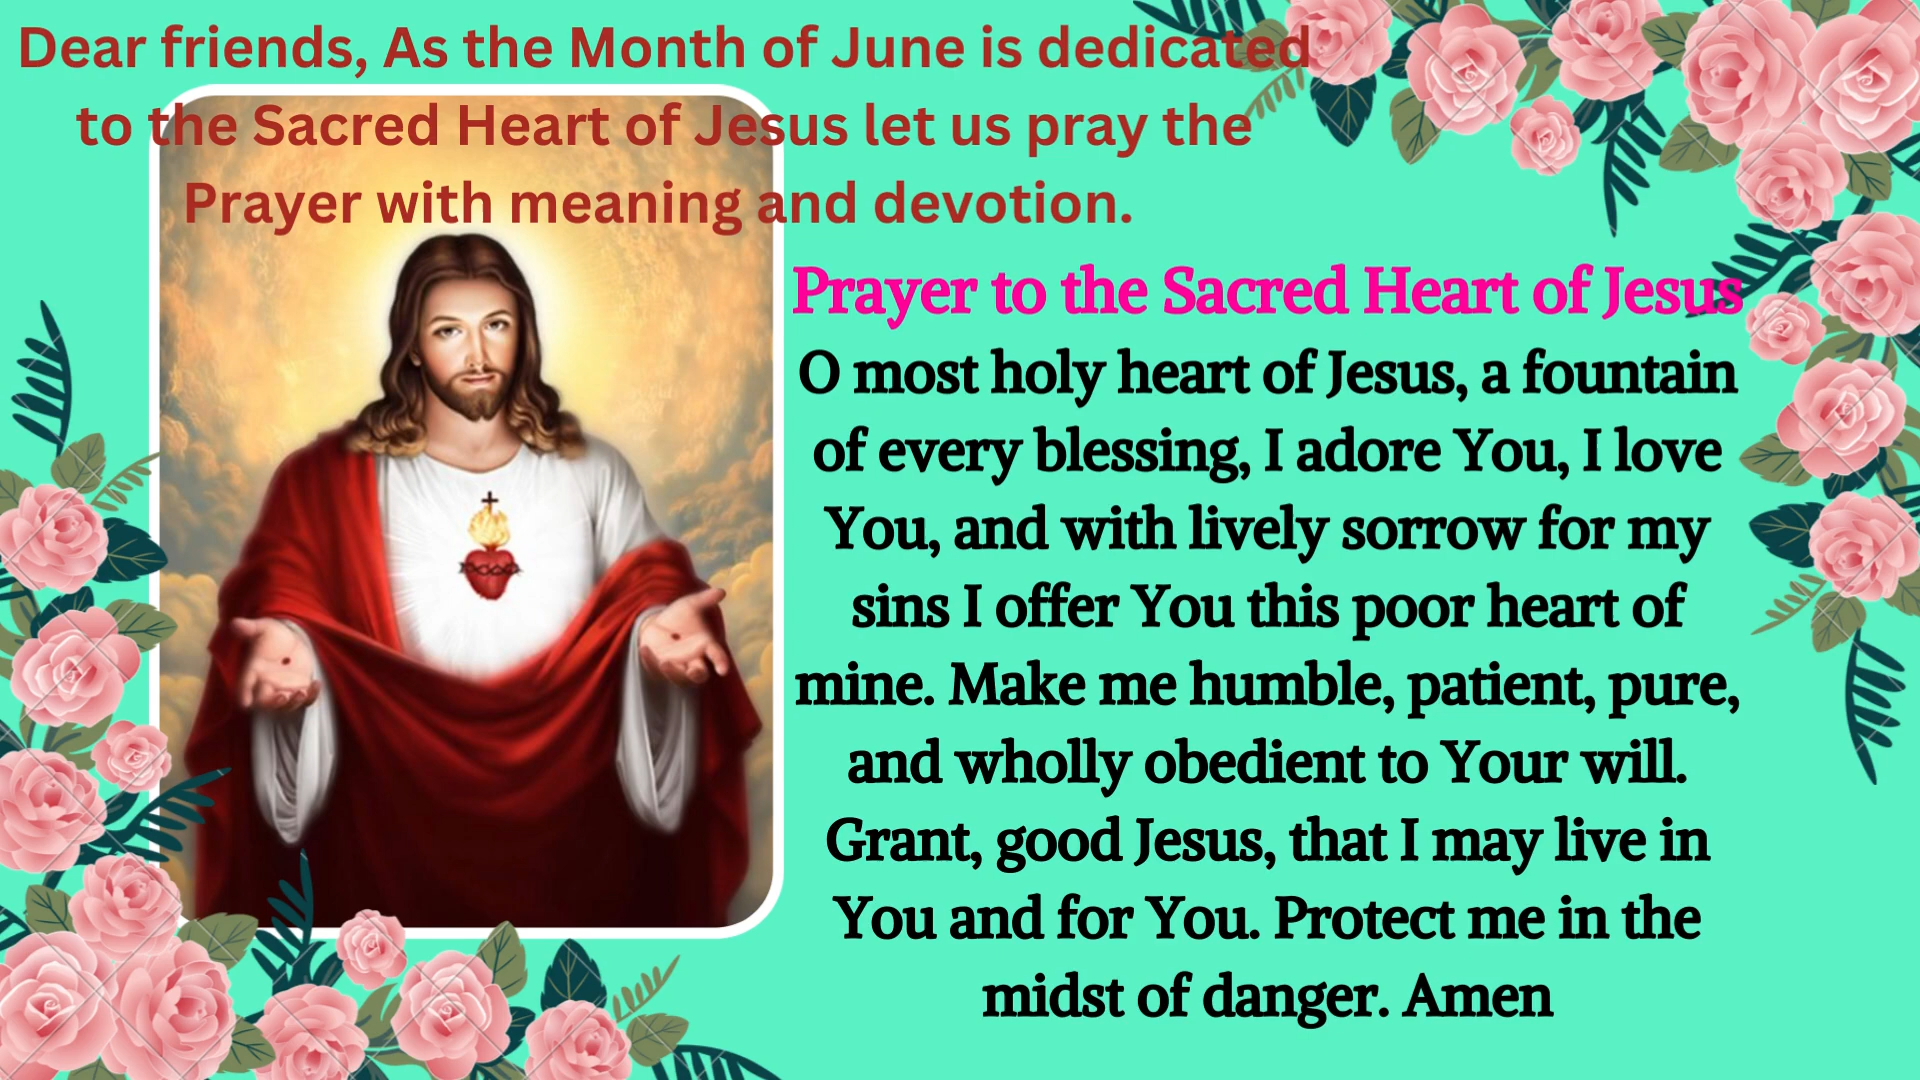 Dear friends, As the Month of June is dedicated
to the Sacred Heart of Jesus let us pray the
Prayer with meaning and devotion.
Prayer to the Sacred Heart of Jesus
O most holy heart of Jesus, a fountain
of every blessing, I adore You, I love
You, and with lively sorrow for my
sins I offer You this poor heart of
mine. Make me humble, patient, pure,
and wholly obedient to Your will.
Grant, good Jesus, that I may live in
You and for You. Protect me in the
midst of danger. Amen